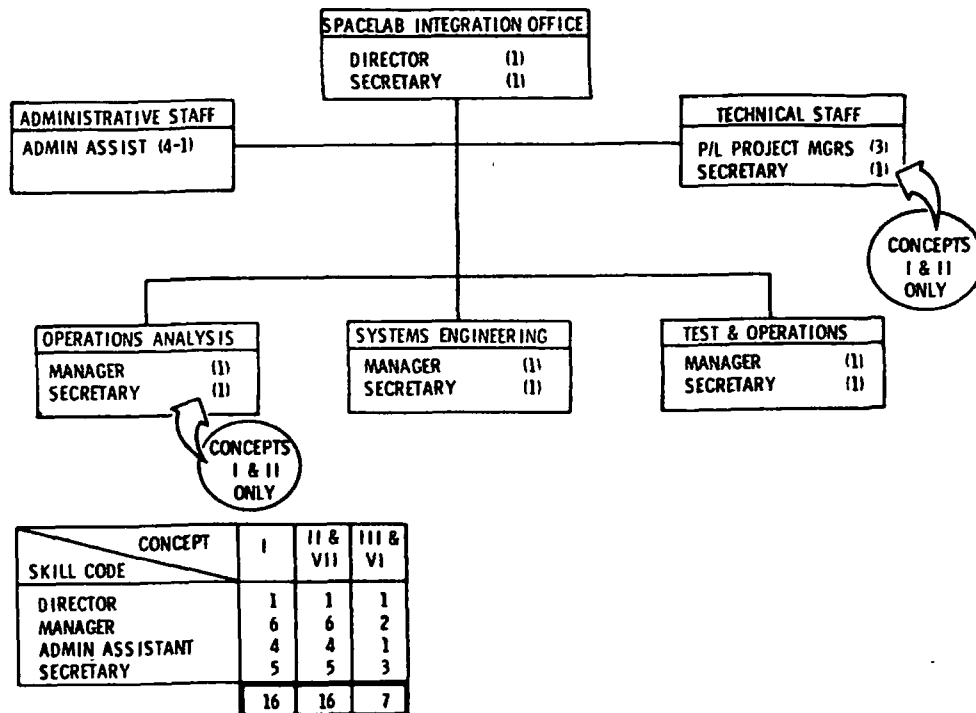 SPACELAB INTEGRATION OFFICE
DIRECTOR (1)
SECRETARY (1)
ADMINISTRATIVE STAFF
ADMIN ASSIST (4-1)
TECHNICAL STAFF
P/L PROJECT MGRS (3)
SECRETARY (1)
CONCEPTS
I & II
ONLY
OPERATIONS ANALYSIS
MANAGER (1)
SECRETARY (1)
CONCEPTS
I & II
ONLY
SYSTEMS ENGINEERING
MANAGER (1)
SECRETARY (1)
TEST & OPERATIONS
MANAGER (1)
SECRETARY (1)
CONCEPT I II & VII III & VI
SKILL CODE
DIRECTOR 1 1 1
MANAGER 6 6 2
ADMIN ASSISTANT 4 4 1
SECRETARY 5 5 3
16 16 7